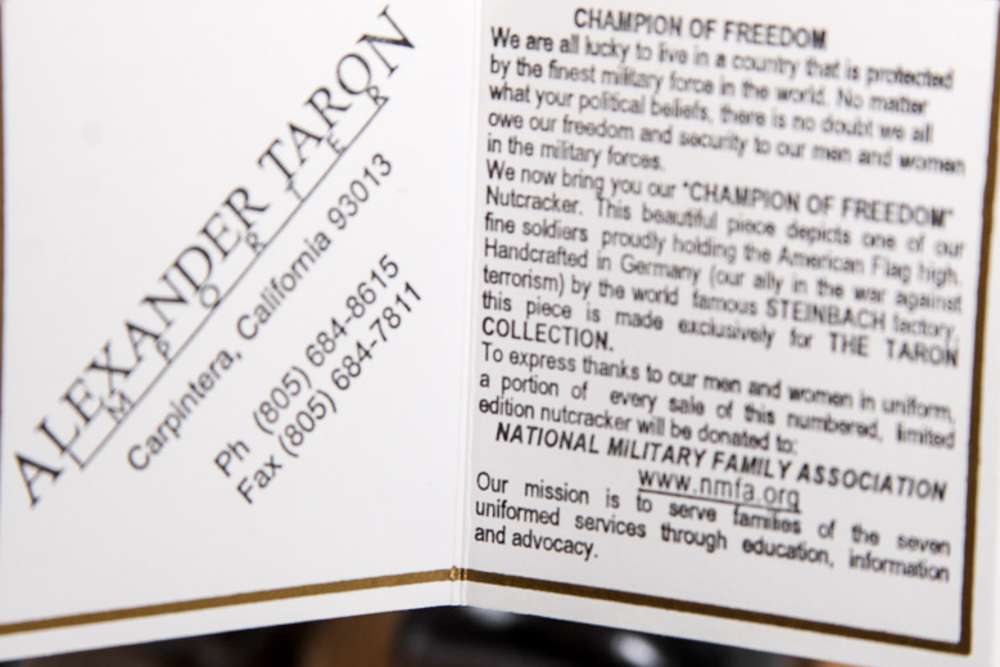 ALEXANDER TARON
IMPORTER
Carpintera, California 93013
Ph (805) 684-8615
Fax (805) 684-7811
CHAMPION OF FREEDOM
We are all lucky to live in a country that is protected
by the finest military force in the world. No matter
what your political beliefs, there is no doubt we all
owe our freedom and security to our men and women
in the military forces.
We now bring you our "CHAMPION OF FREEDOM"
Nutcracker. This beautiful piece depicts one of our
fine soldiers proudly holding the American Flag high.
Handcrafted in Germany (our ally in the war against
terrorism) by the world famous STEINBACH factory,
this piece is made exclusively for THE TARON
COLLECTION.
To express thanks to our men and women in uniform,
a portion of every sale of this numbered, limited
edition nutcracker will be donated to:
NATIONAL MILITARY FAMILY ASSOCIATION
www.nmfa.org
Our mission is to serve families of the seven
uniformed services through education, information
and advocacy.